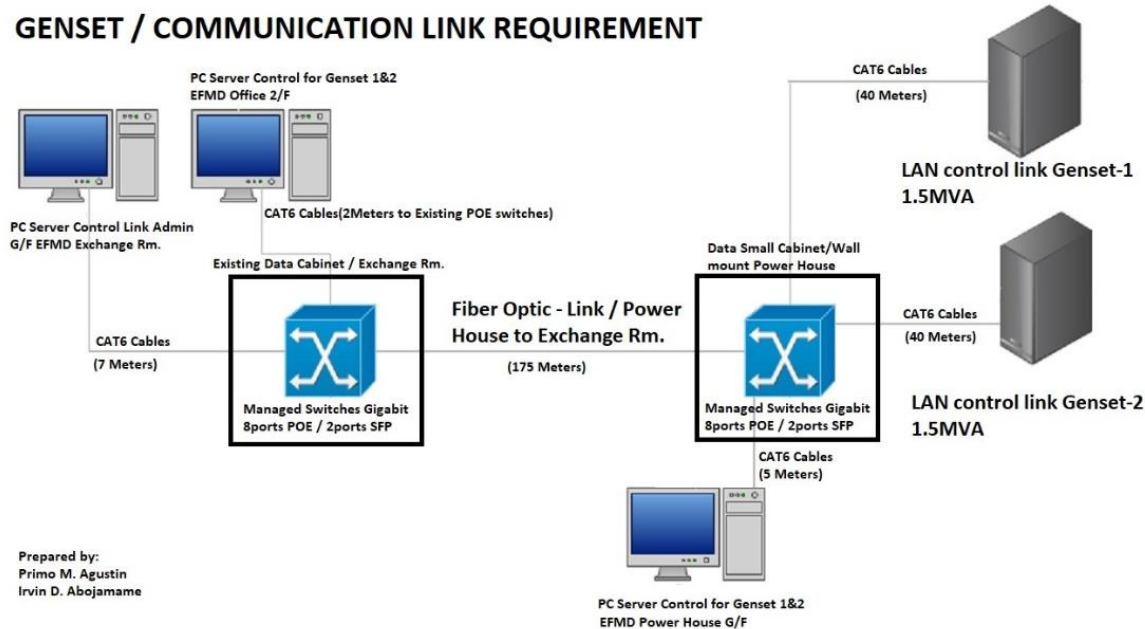 GENSET / COMMUNICATION LINK REQUIREMENT
PC Server Control for Genset 1&2
EFMD Office 2/F
CAT6 Cables
(40 Meters)
LAN control link Genset-1
1.5MVA
CAT6 Cables(2Meters to Existing POE switches)
PC Server Control Link Admin
G/F EFMD Exchange Rm.
Existing Data Cabinet / Exchange Rm.
Data Small Cabinet/Wall
mount Power House
Fiber Optic - Link / Power
House to Exchange Rm.
(175 Meters)
CAT6 Cables
(40 Meters)
CAT6 Cables
(7 Meters)
Managed Switches Gigabit
8ports POE / 2ports SFP
Managed Switches Gigabit
8ports POE / 2ports SFP
LAN control link Genset-2
1.5MVA
CAT6 Cables
(5 Meters)
Prepared by:
Primo M. Agustin
Irvin D. Abojamame
PC Server Control for Genset 1&2
EFMD Power House G/F